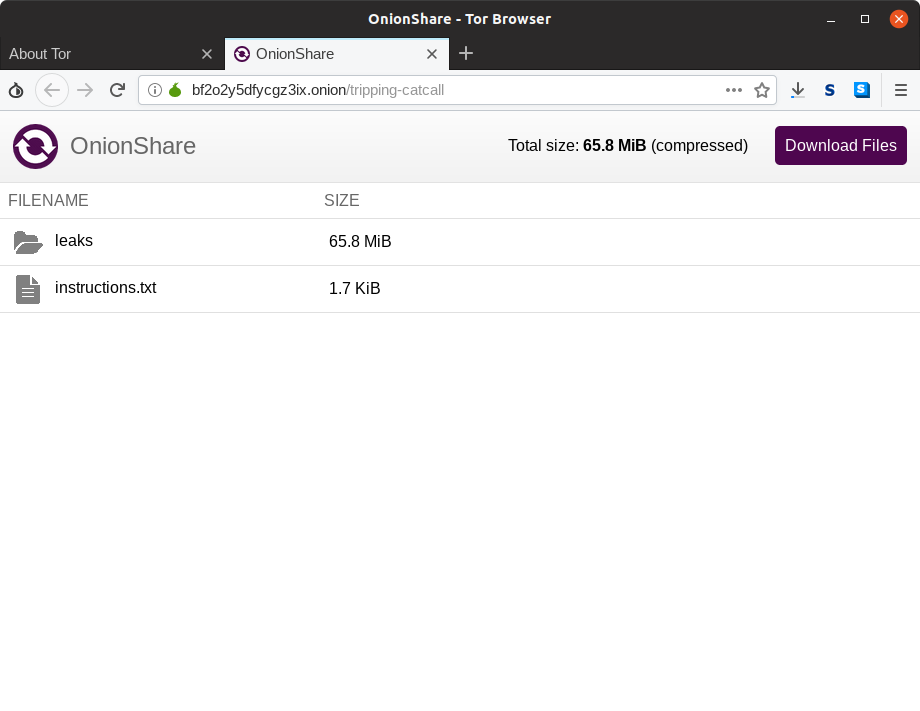 OnionShare - Tor Browser
About Tor
OnionShare
bf2o2y5dfycgz3ix.onion/tripping-catcall
S
S
OnionShare
Total size: 65.8 MiB (compressed)
Download Files
FILENAME SIZE
leaks 65.8 MiB
instructions.txt 1.7 KiB